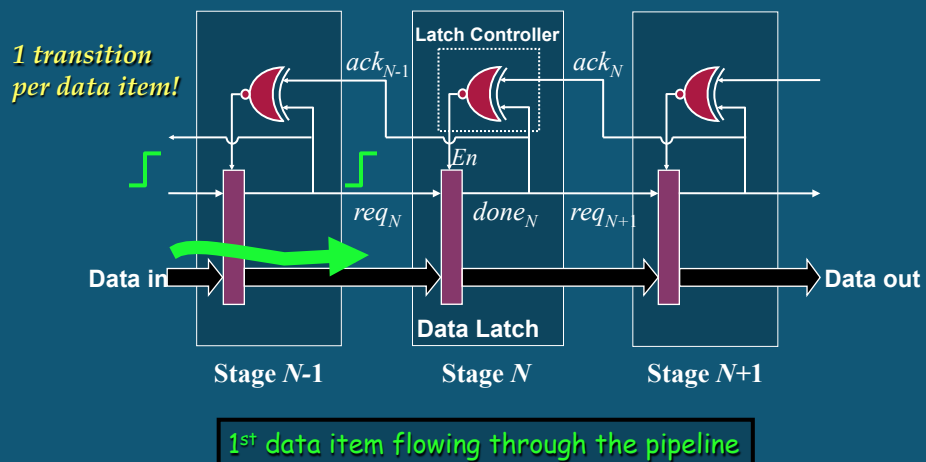 Latch Controller
1 transition
per data item!
ackN-1
ackN
En
reqN
doneN
reqN+1
Data in
Data out
Data Latch
Stage N-1
Stage N
Stage N+1
1st data item flowing through the pipeline